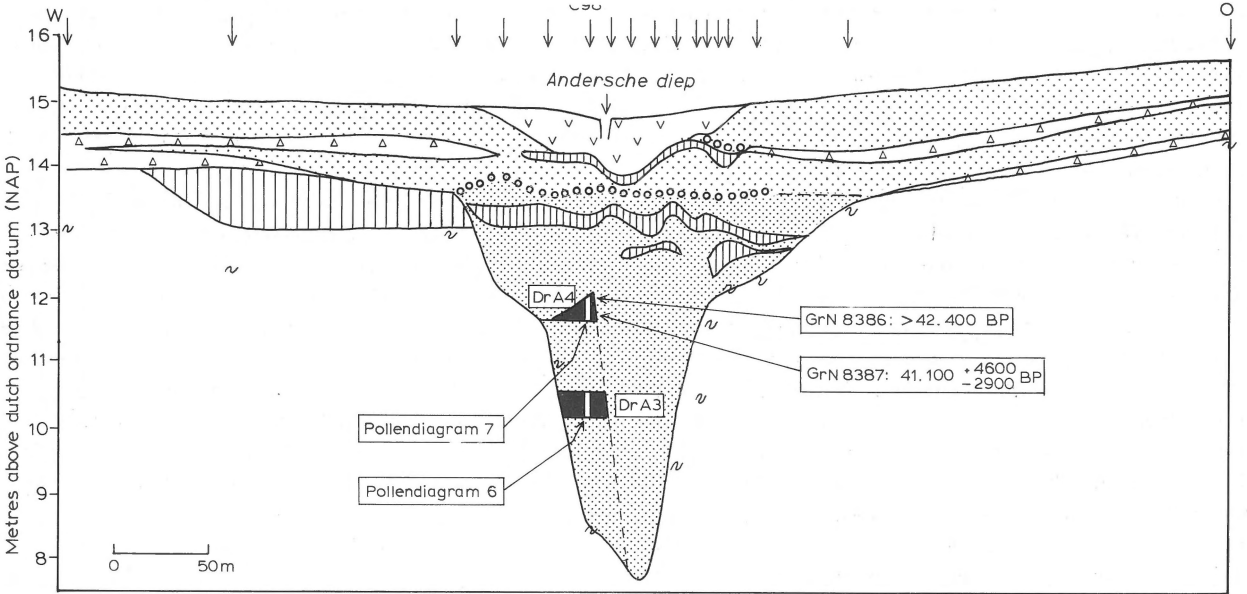 W
O
16
Andersche diep
15
14
13
12
DrA4
GrN 8386: >42.400 BP
11
GrN 8387: 41.100 +4600 −2900 BP
DrA3
10
Pollendiagram 7
9
Pollendiagram 6
8
0 50m
Metres above dutch ordnance datum (NAP)